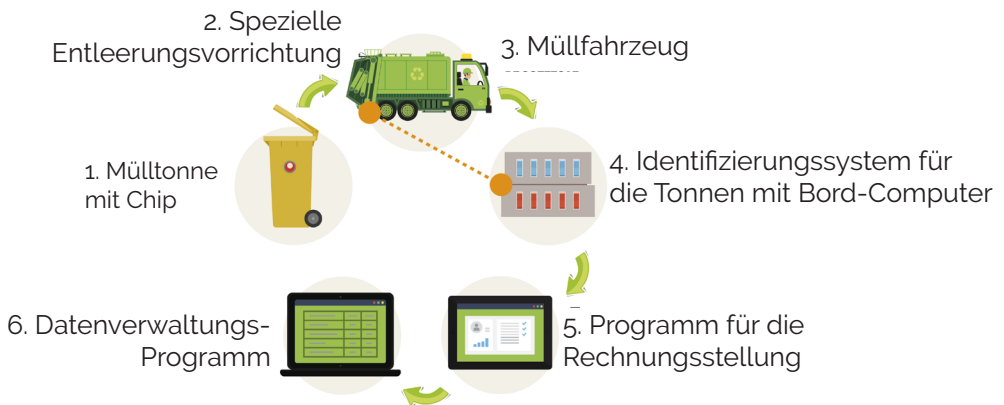 1. Mülltonne
mit Chip
2. Spezielle
Entleerungsvorrichtung
3. Müllfahrzeug
4. Identifizierungssystem für
die Tonnen mit Bord-Computer
5. Programm für die
Rechnungsstellung
6. Datenverwaltungs-
Programm